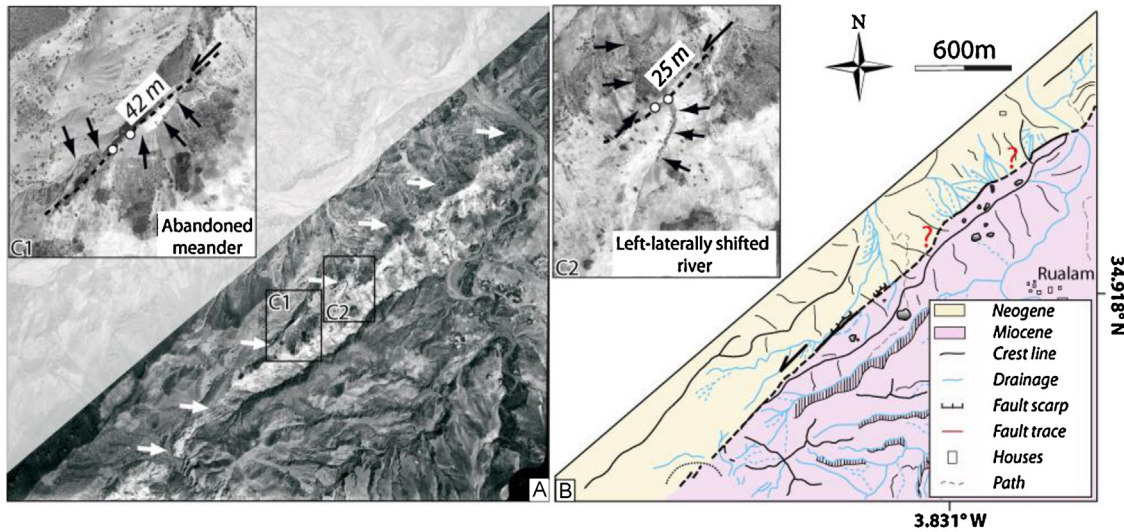 42 m
Abandoned
meander
C1
C1
C2
A
25 m
Left-laterally shifted
river
C2
N
600m
?
?
Rualam
Neogene
Miocene
Crest line
Drainage
Fault scarp
Fault trace
Houses
Path
B
34.918° N
3.831° W